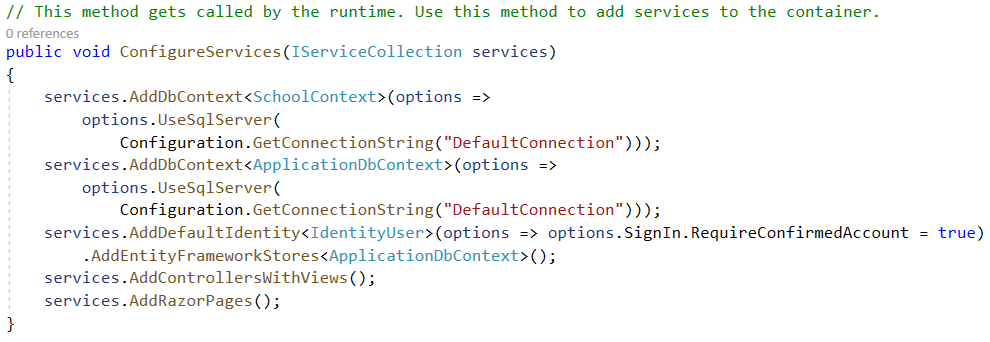 // This method gets called by the runtime. Use this method to add services to the container.
0 references
public void ConfigureServices(IServiceCollection services)
{
    services.AddDbContext<SchoolContext>(options =>
        options.UseSqlServer(
            Configuration.GetConnectionString("DefaultConnection")));
    services.AddDbContext<ApplicationDbContext>(options =>
        options.UseSqlServer(
            Configuration.GetConnectionString("DefaultConnection")));
    services.AddDefaultIdentity<IdentityUser>(options => options.SignIn.RequireConfirmedAccount = true)
        .AddEntityFrameworkStores<ApplicationDbContext>();
    services.AddControllersWithViews();
    services.AddRazorPages();
}